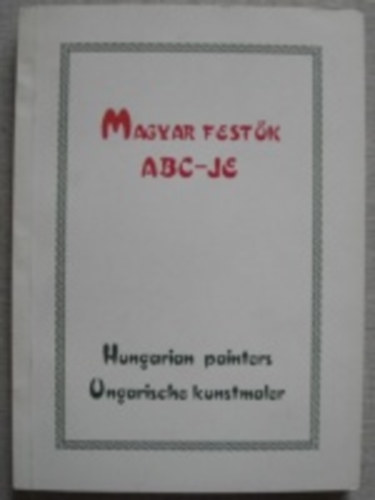 MAGYAR FESTŐK
ABC-JE
Hungarian painters
Ungarische kunstmaler